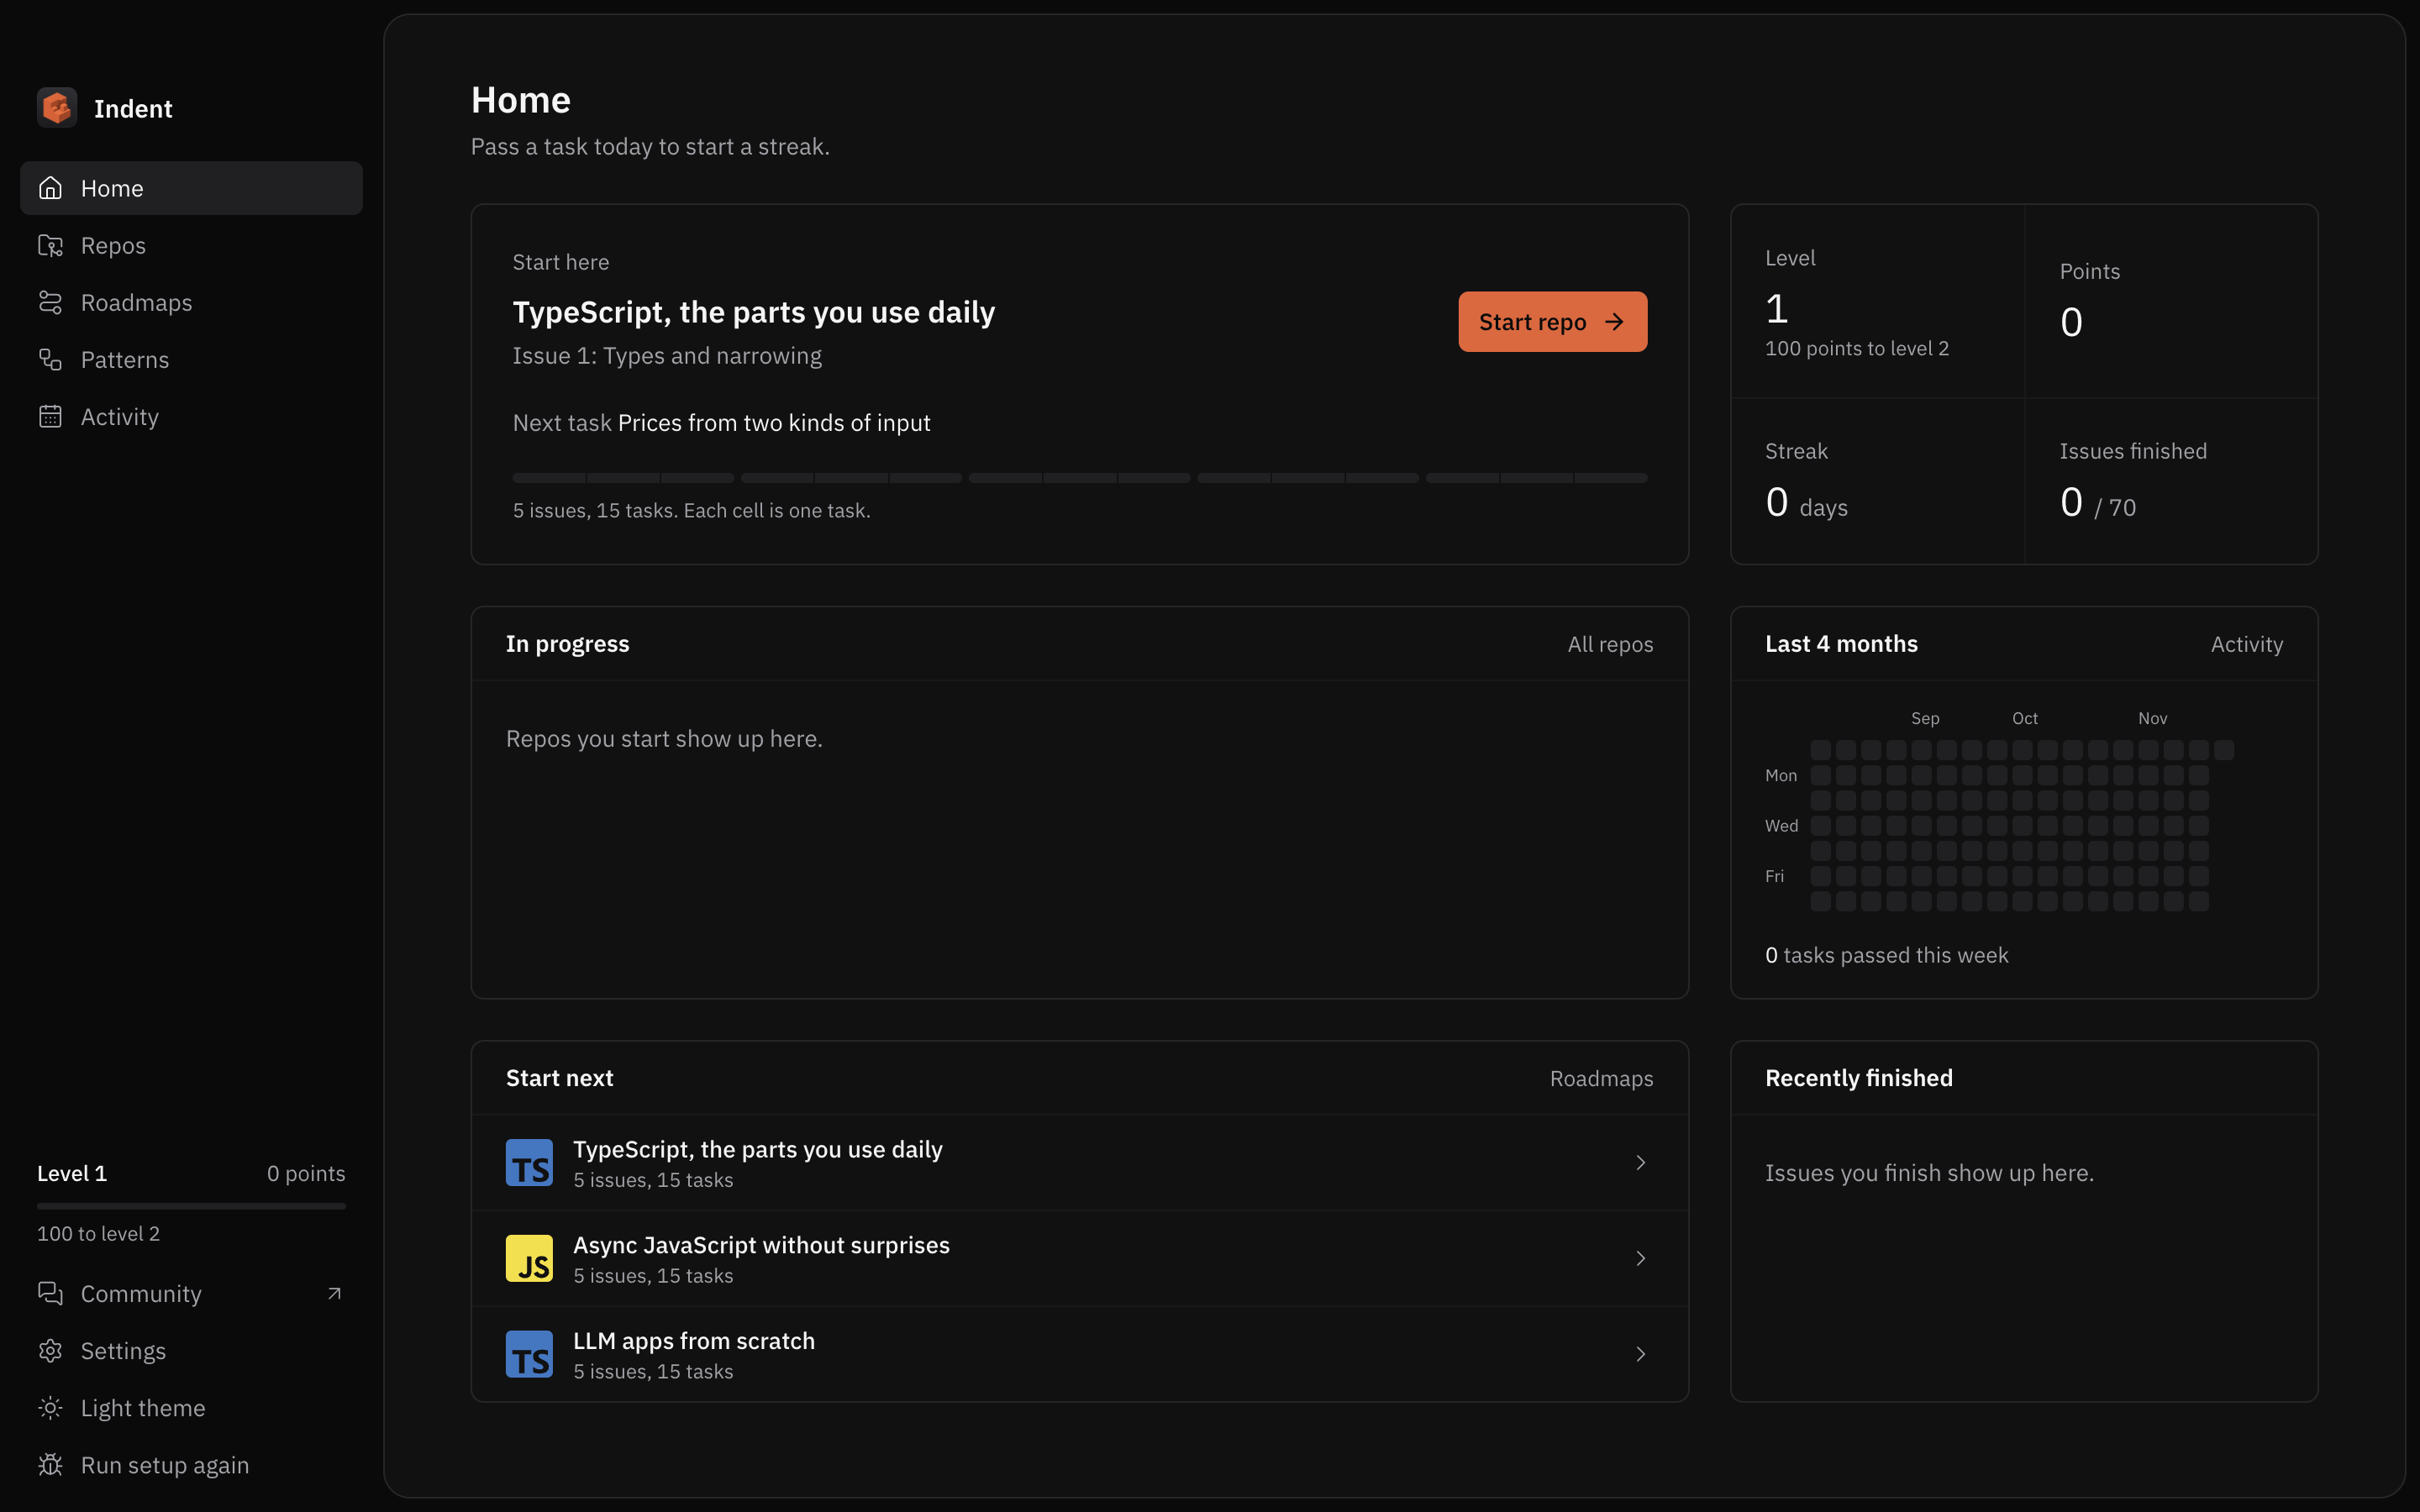 Indent
Home
Repos
Roadmaps
Patterns
Activity
Level 1
0 points
100 to level 2
Community
Settings
Light theme
Run setup again
Home
Pass a task today to start a streak.
Start here
TypeScript, the parts you use daily
Issue 1: Types and narrowing
Start repo
Next task Prices from two kinds of input
5 issues, 15 tasks. Each cell is one task.
Level
1
100 points to level 2
Points
0
Streak
0 days
Issues finished
0 / 70
In progress
All repos
Repos you start show up here.
Last 4 months
Activity
Sep Oct Nov
Mon
Wed
Fri
0 tasks passed this week
Start next
Roadmaps
TS
TypeScript, the parts you use daily
5 issues, 15 tasks
JS
Async JavaScript without surprises
5 issues, 15 tasks
TS
LLM apps from scratch
5 issues, 15 tasks
Recently finished
Issues you finish show up here.